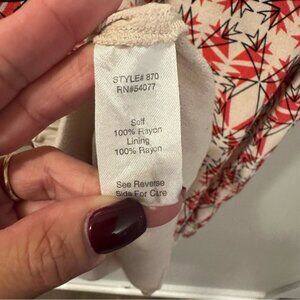 STYLE# 870
RN#54077
Self
100% Rayon
Lining
100% Rayon
See Reverse
Side For Care